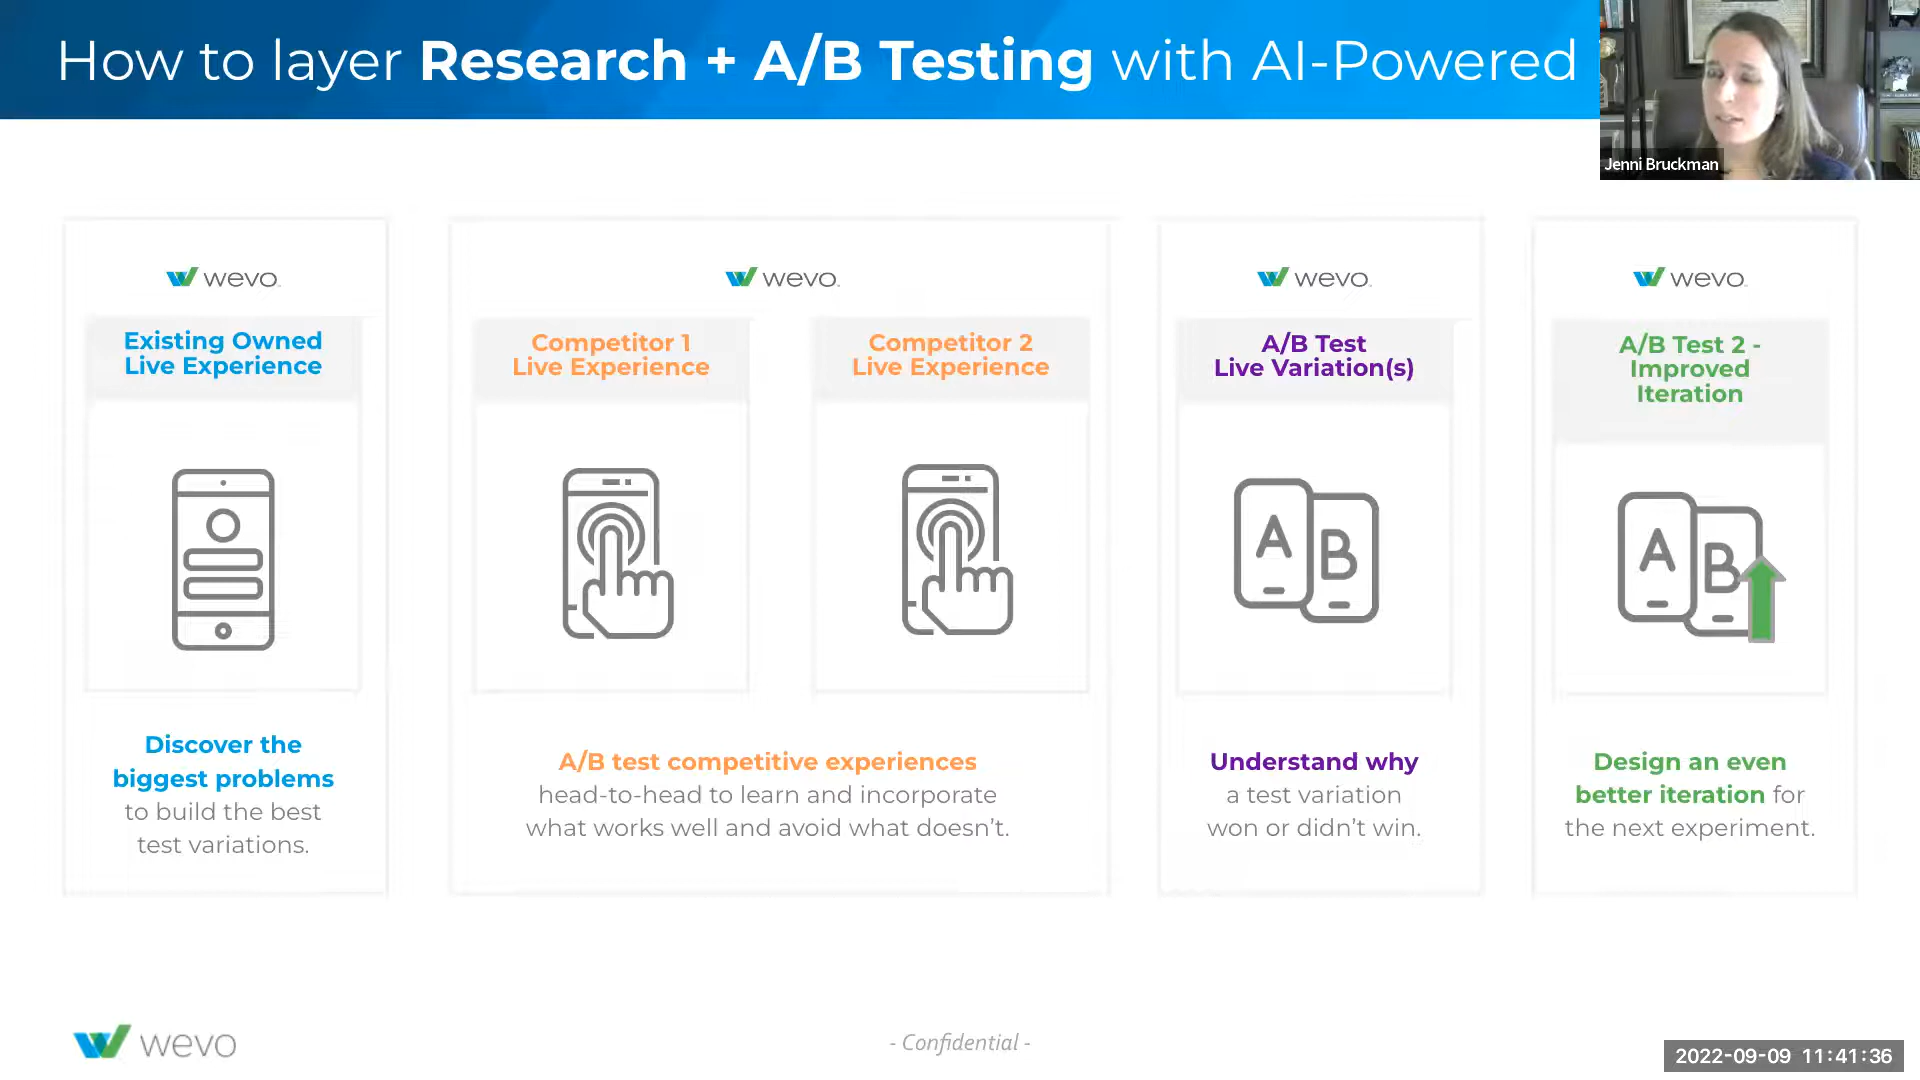 How to layer Research + A/B Testing with AI-Powered
Jenni Bruckman
wevo
Existing Owned
Live Experience
Discover the
biggest problems
to build the best
test variations.
wevo
Competitor 1
Live Experience
Competitor 2
Live Experience
A/B test competitive experiences
head-to-head to learn and incorporate
what works well and avoid what doesn't.
wevo
A/B Test
Live Variation(s)
A
B
Understand why
a test variation
won or didn't win.
wevo
A/B Test 2 -
Improved
Iteration
A
B
Design an even
better iteration for
the next experiment.
wevo
- Confidential -
2022-09-09 11:41:36